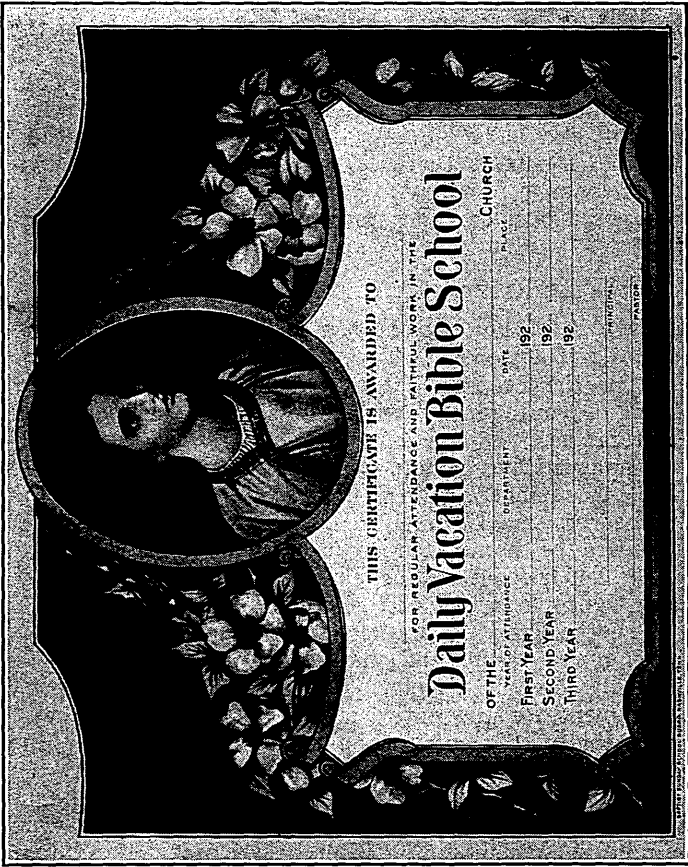 THIS CERTIFICATE IS AWARDED TO
FOR REGULAR ATTENDANCE AND FAITHFUL WORK IN THE
Daily Vacation Bible School
OF THE CHURCH
YEAR OF ATTENDANCE DEPARTMENT DATE PLACE
FIRST YEAR 192
SECOND YEAR 192
THIRD YEAR 192
PRINCIPAL
PASTOR